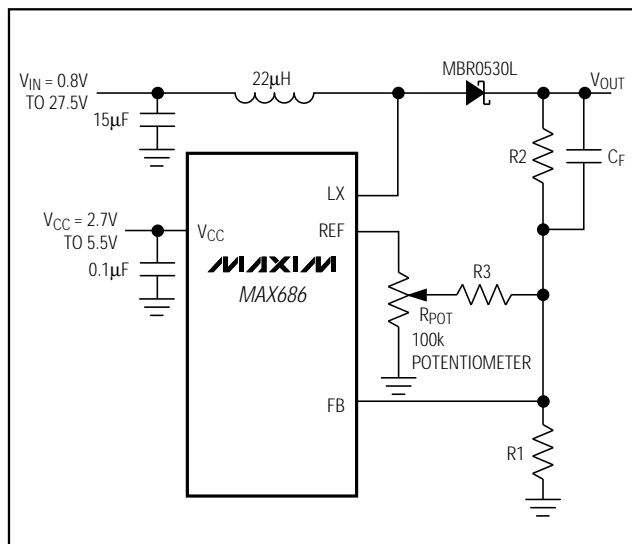 V_IN = 0.8V
TO 27.5V
22µH
MBR0530L
V_OUT
15µF
R2
C_F
LX
V_CC = 2.7V
TO 5.5V
V_CC
REF
0.1µF
MAXIM
MAX686
R3
R_POT
100k
POTENTIOMETER
FB
R1